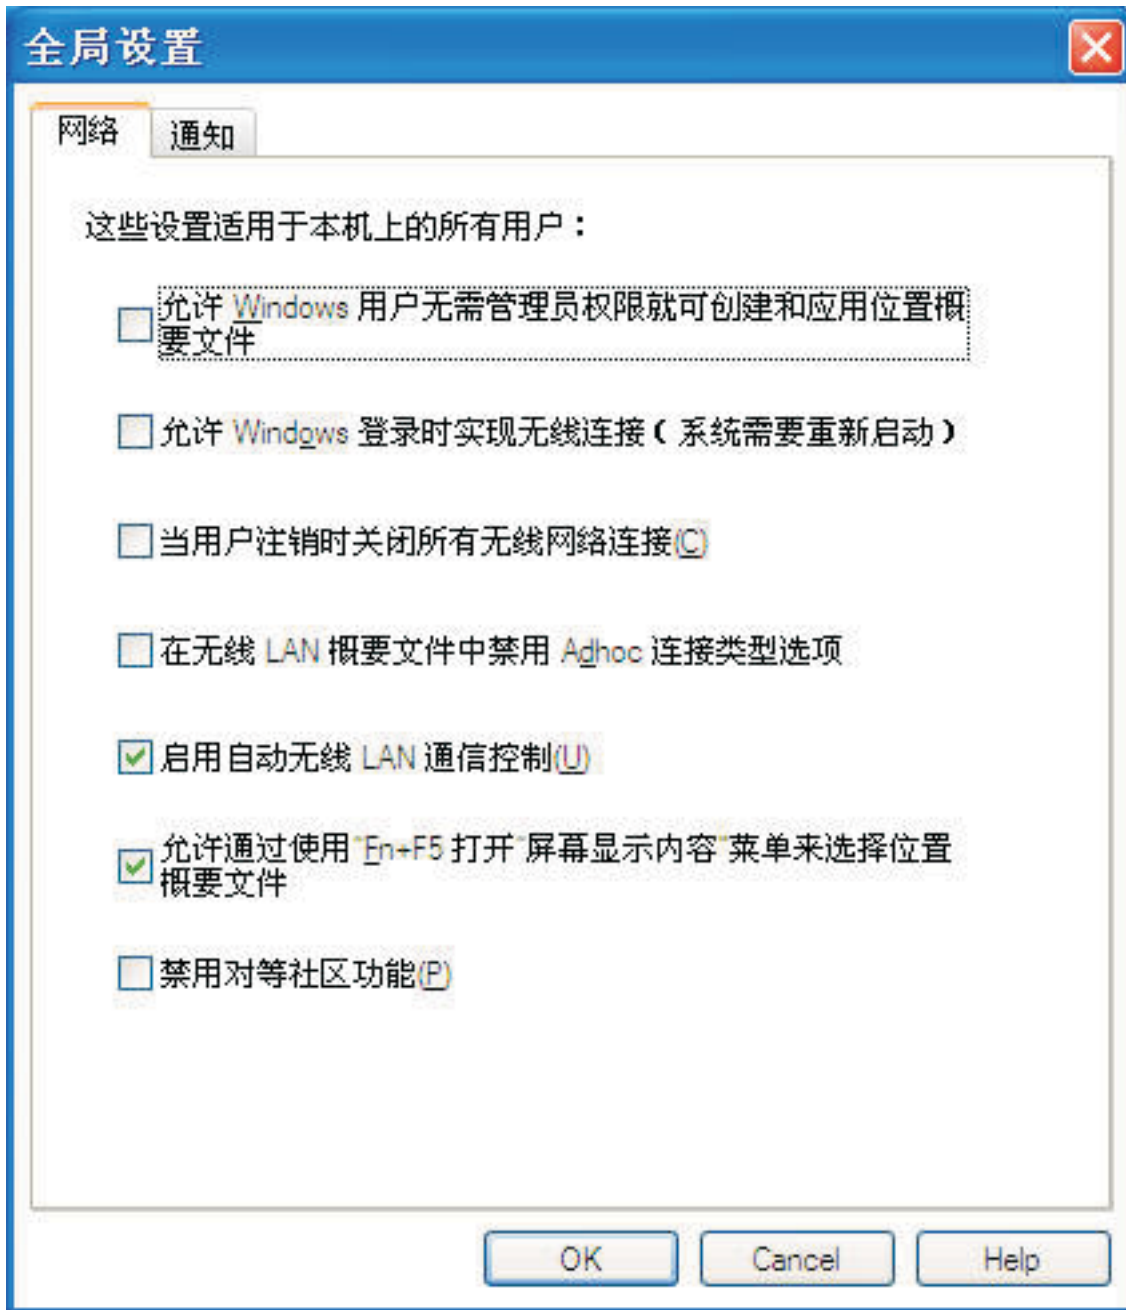 全局设置
网络
通知
这些设置适用于本机上的所有用户：
允许 Windows 用户无需管理员权限就可创建和应用位置概
要文件
允许 Windows 登录时实现无线连接（系统需要重新启动）
当用户注销时关闭所有无线网络连接(C)
在无线 LAN 概要文件中禁用 Adhoc 连接类型选项
启用自动无线 LAN 通信控制(U)
允许通过使用"Fn+F5 打开"屏幕显示内容"菜单来选择位置
概要文件
禁用对等社区功能(P)
OK
Cancel
Help